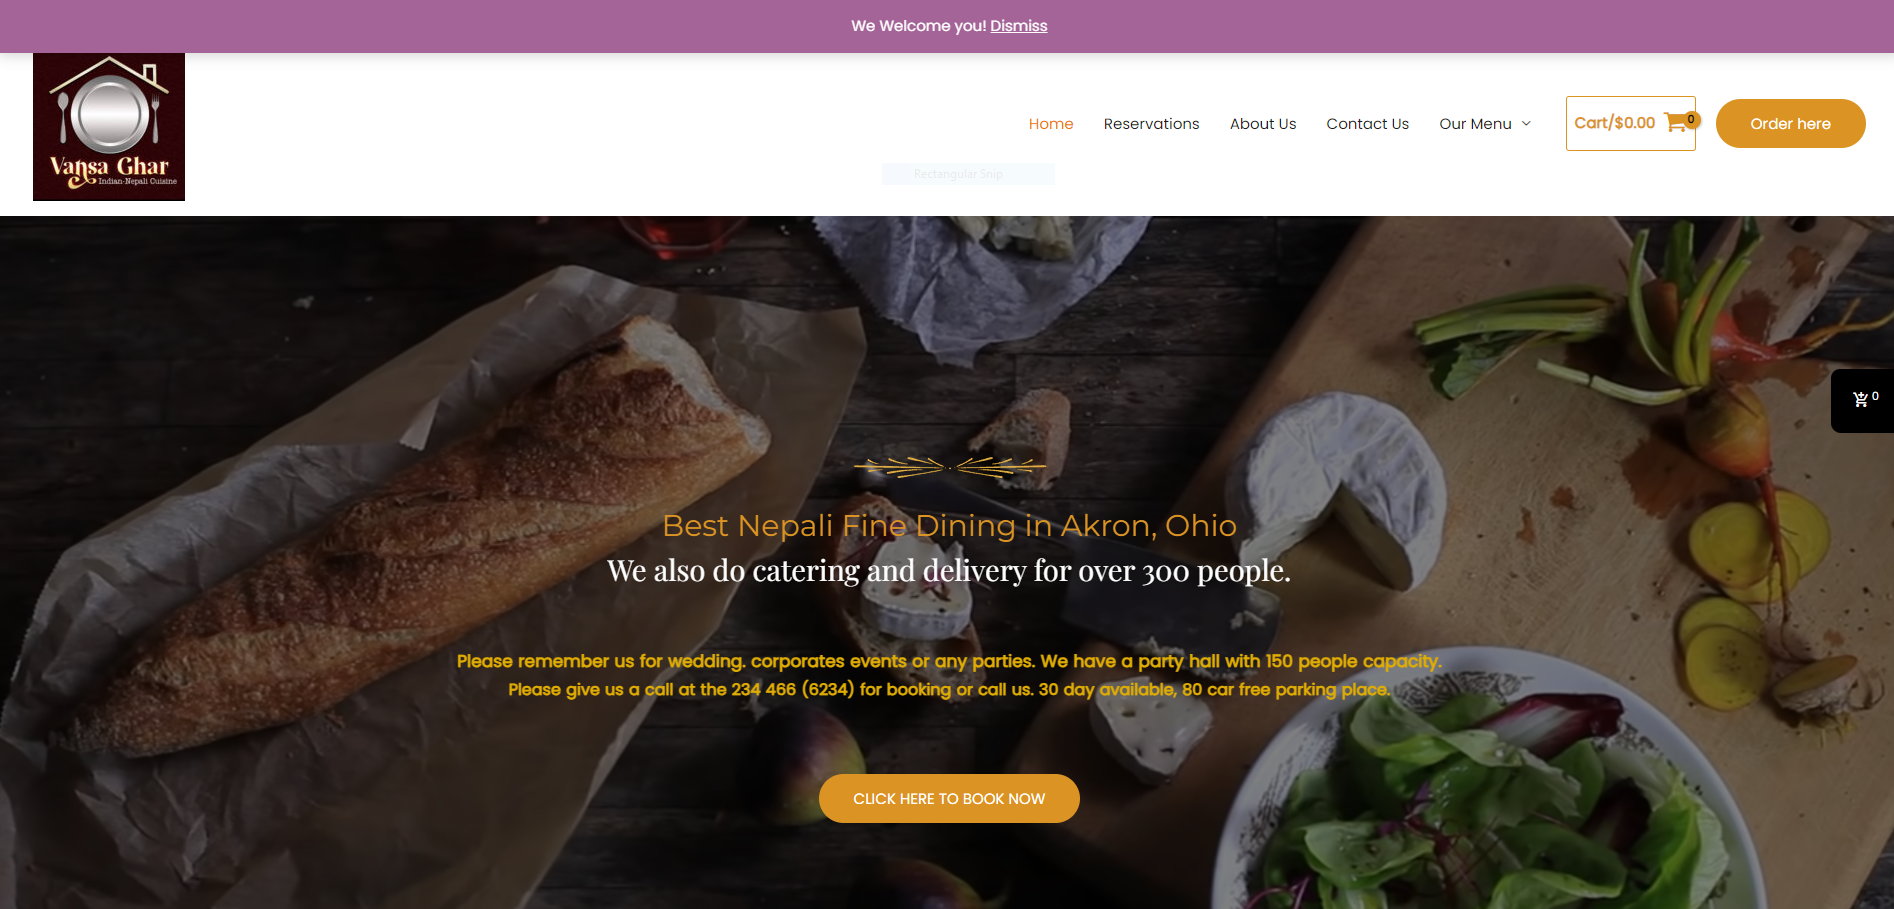 We Welcome you! Dismiss
Vansa Ghar
Indian-Nepali Cuisine
Home Reservations About Us Contact Us Our Menu Cart/$0.00 0 Order here
Rectangular Snip
0
Best Nepali Fine Dining in Akron, Ohio
We also do catering and delivery for over 300 people.
Please remember us for wedding. corporates events or any parties. We have a party hall with 150 people capacity.
Please give us a call at the 234 466 (6234) for booking or call us. 30 day available, 80 car free parking place.
CLICK HERE TO BOOK NOW